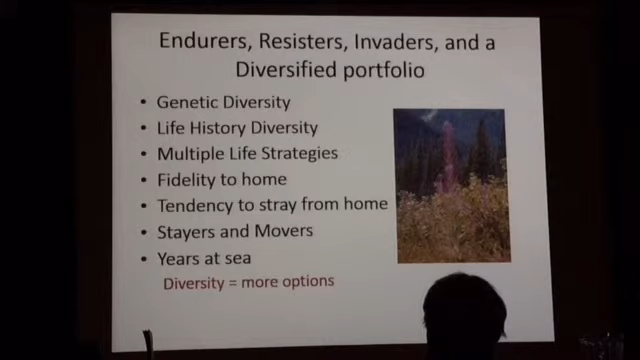 Endurers, Resisters, Invaders, and a
Diversified portfolio
• Genetic Diversity
• Life History Diversity
• Multiple Life Strategies
• Fidelity to home
• Tendency to stray from home
• Stayers and Movers
• Years at sea
Diversity = more options